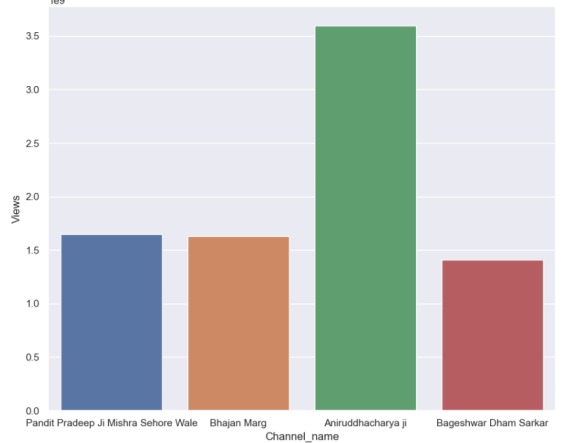 1e9
3.5
3.0
2.5
2.0
1.5
1.0
0.5
0.0
Views
Pandit Pradeep Ji Mishra Sehore Wale Bhajan Marg Aniruddhacharya ji Bageshwar Dham Sarkar
Channel_name